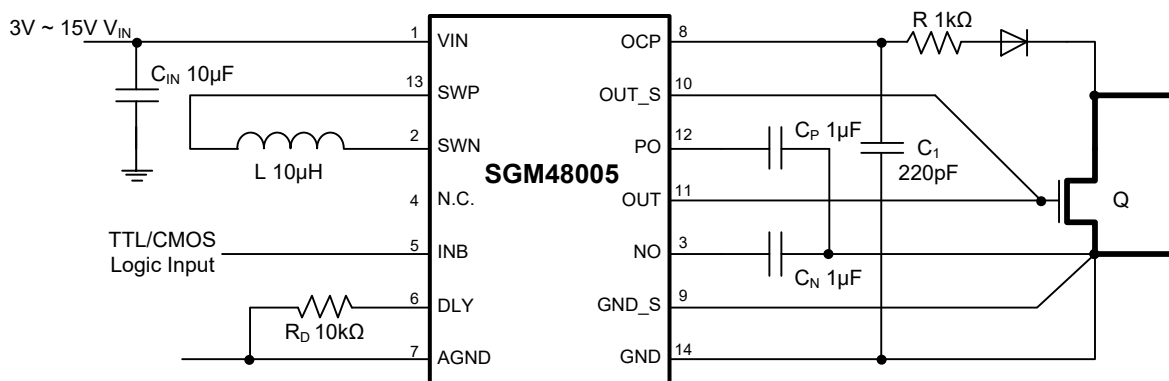 3V ~ 15V VIN
CIN 10µF
L 10µH
TTL/CMOS
Logic Input
RD 10kΩ
1
13
2
4
5
6
7
VIN
SWP
SWN
N.C.
INB
DLY
AGND
SGM48005
OCP
OUT_S
PO
OUT
NO
GND_S
GND
8
10
12
11
3
9
14
R 1kΩ
CP 1µF
C1
220pF
CN 1µF
Q